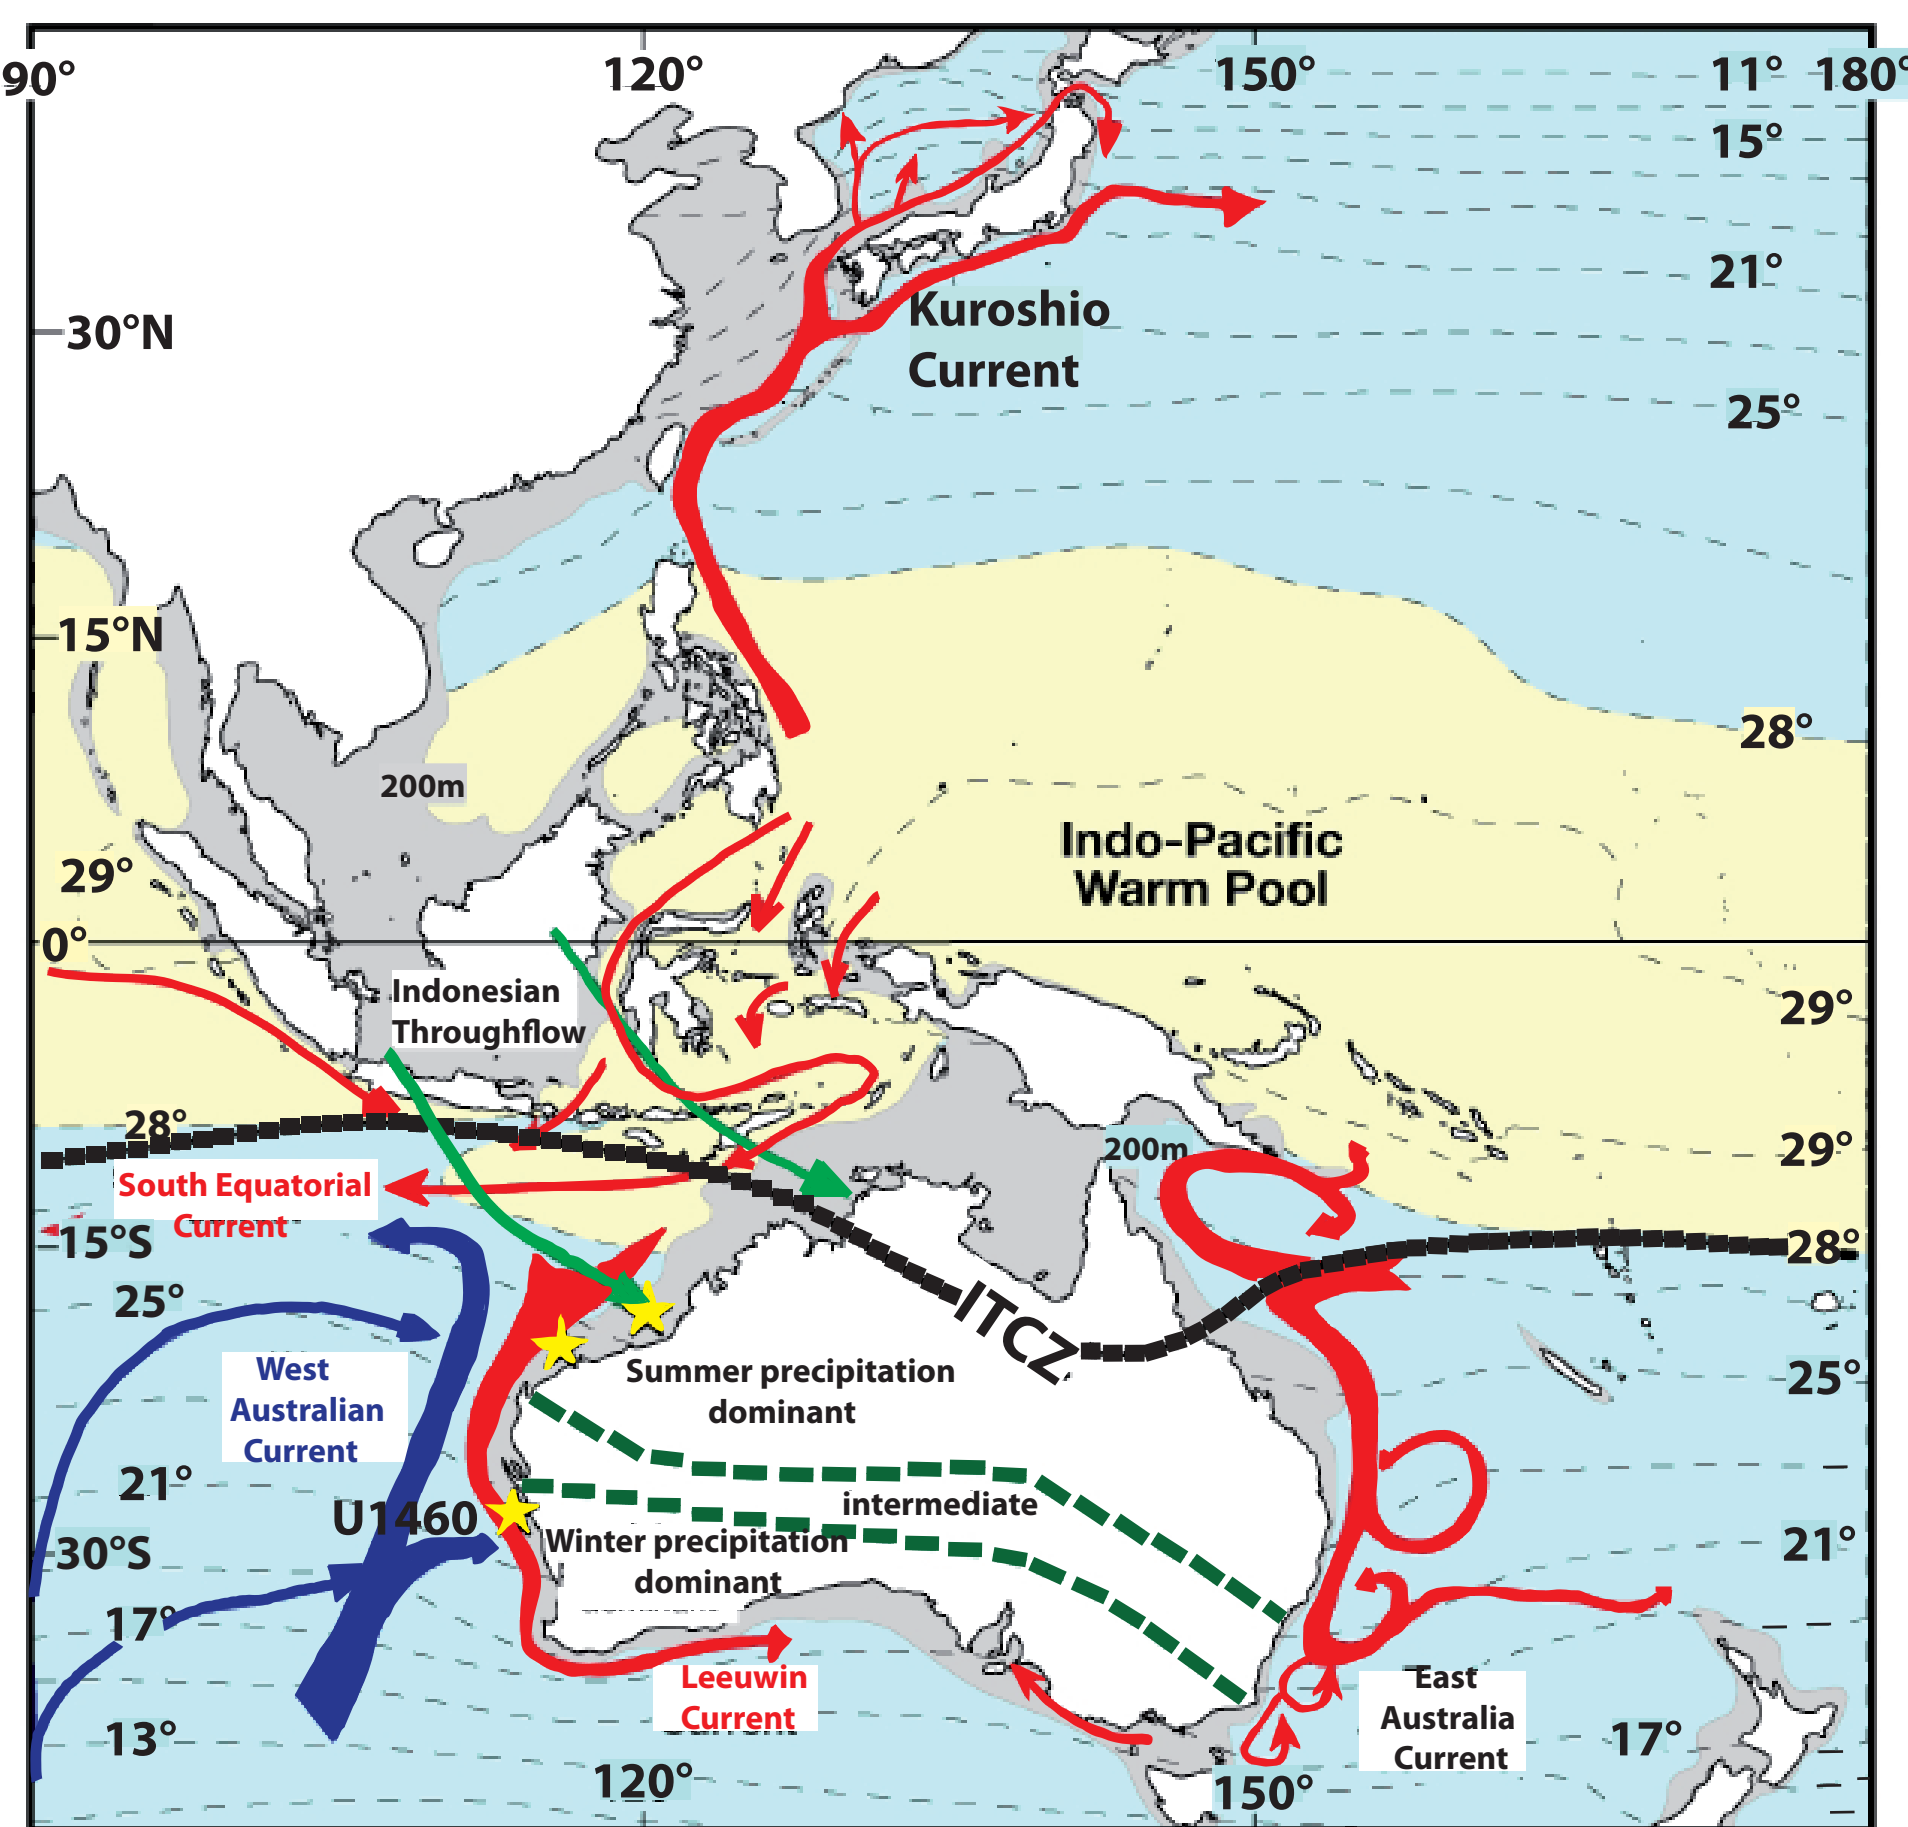 90°
120°
150°
11°
180°
15°
21°
30°N
Kuroshio
Current
25°
15°N
28°
200m
Indo-Pacific
Warm Pool
29°
0°
Indonesian
Throughflow
29°
28°
200m
29°
South Equatorial
Current
15°S
28°
25°
ITCZ
West
Australian
Current
Summer precipitation
dominant
25°
21°
U1460
intermediate
30°S
Winter precipitation
dominant
21°
17°
Leeuwin
Current
East
Australia
Current
13°
17°
120°
150°